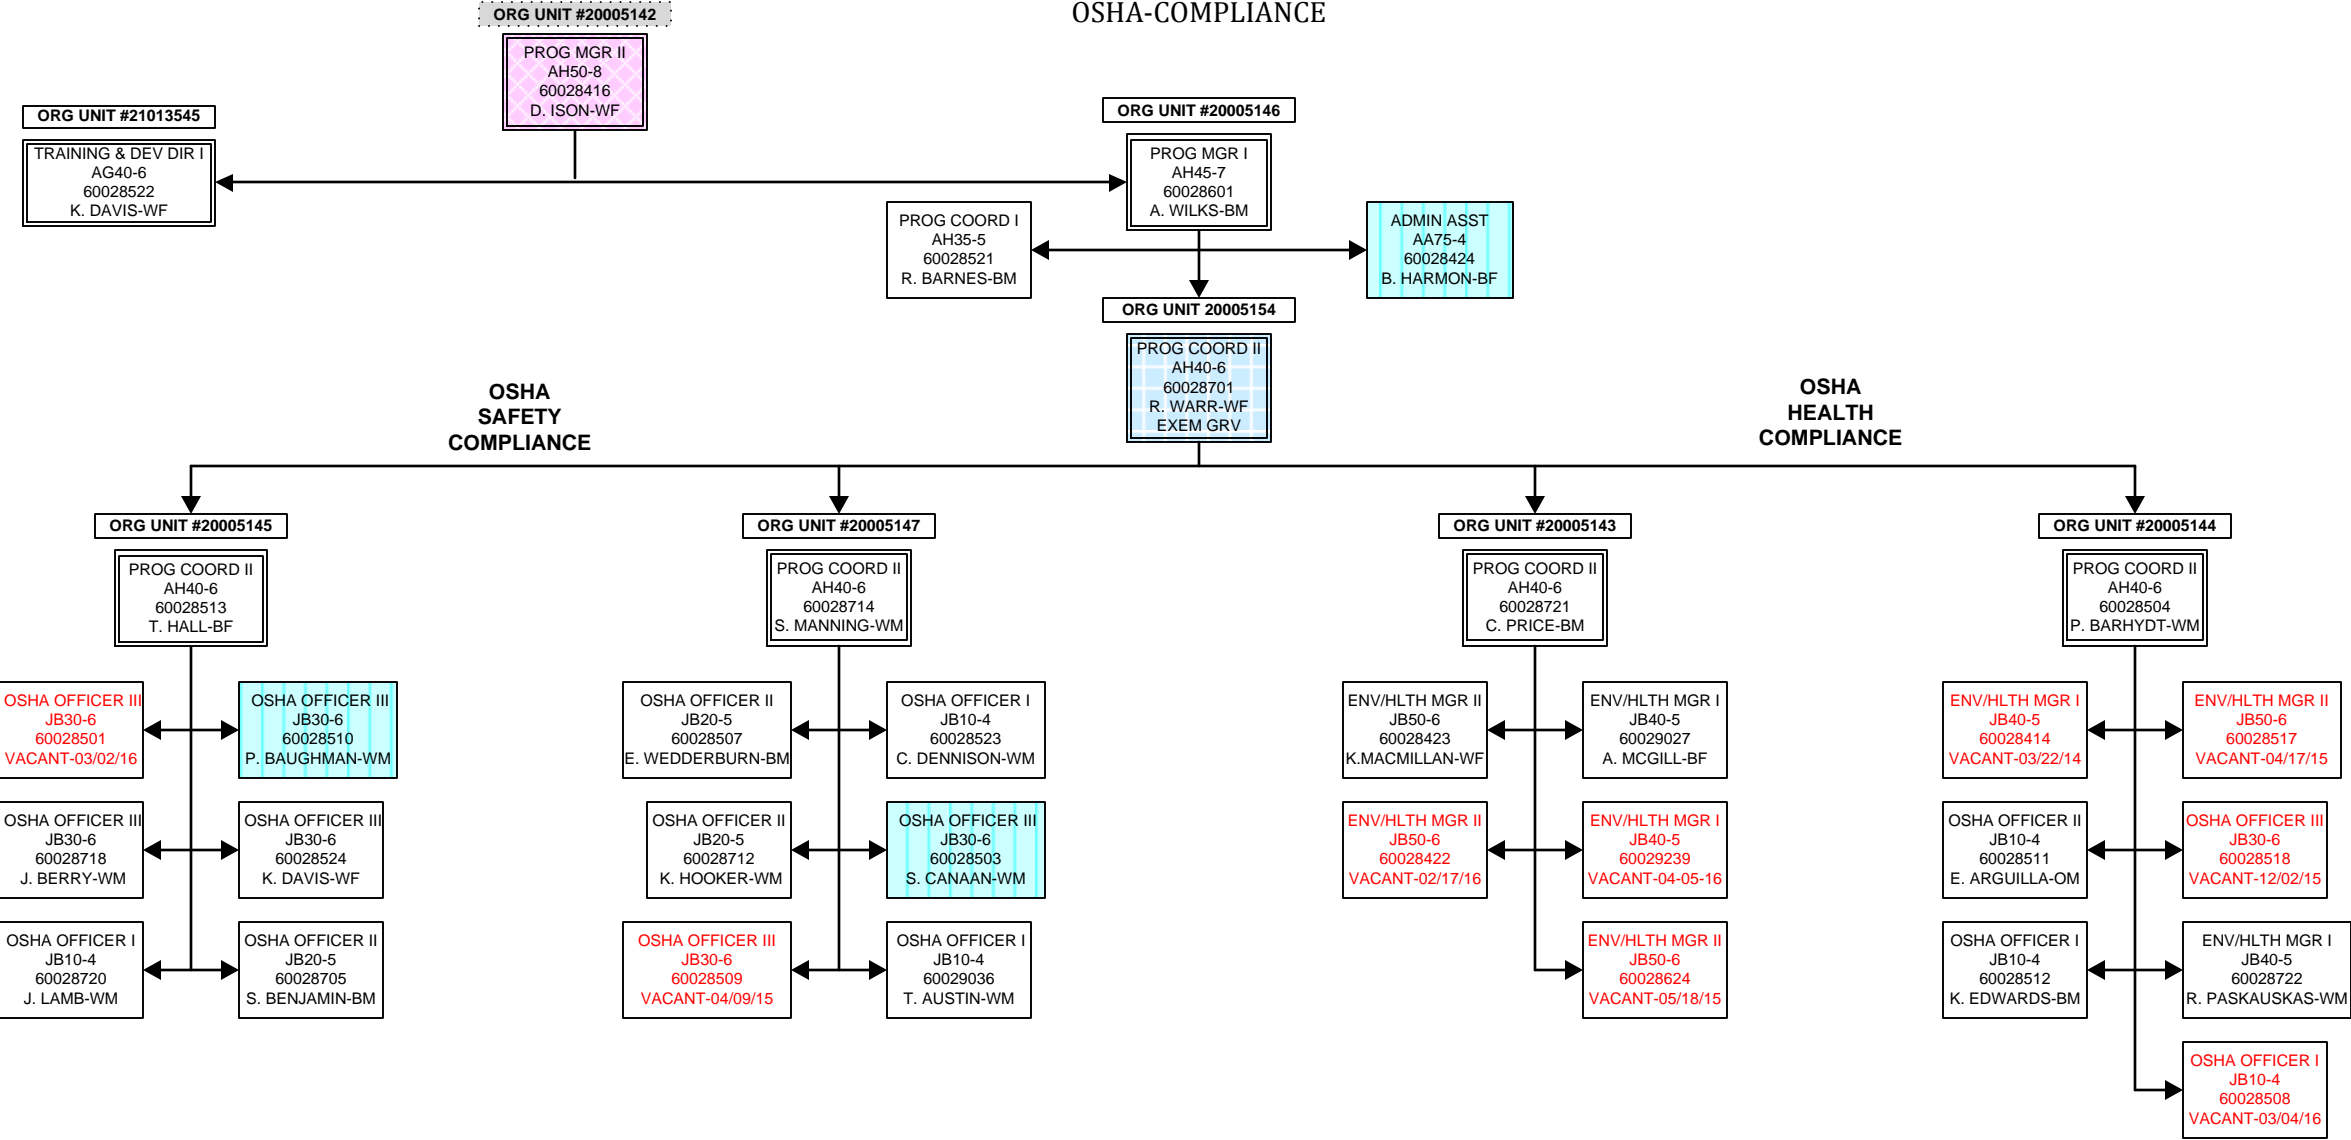 OSHA-COMPLIANCE
ORG UNIT #20005142
PROG MGR II
AH50-8
60028416
D. ISON-WF
ORG UNIT #21013545
TRAINING & DEV DIR I
AG40-6
60028522
K. DAVIS-WF
ORG UNIT #20005146
PROG MGR I
AH45-7
60028601
A. WILKS-BM
PROG COORD I
AH35-5
60028521
R. BARNES-BM
ADMIN ASST
AA75-4
60028424
B. HARMON-BF
ORG UNIT 20005154
PROG COORD II
AH40-6
60028701
R. WARR-WF
EXEM GRV
OSHA
SAFETY
COMPLIANCE
OSHA
HEALTH
COMPLIANCE
ORG UNIT #20005145
PROG COORD II
AH40-6
60028513
T. HALL-BF
OSHA OFFICER III
JB30-6
60028501
VACANT-03/02/16
OSHA OFFICER III
JB30-6
60028510
P. BAUGHMAN-WM
OSHA OFFICER III
JB30-6
60028718
J. BERRY-WM
OSHA OFFICER III
JB30-6
60028524
K. DAVIS-WF
OSHA OFFICER I
JB10-4
60028720
J. LAMB-WM
OSHA OFFICER II
JB20-5
60028705
S. BENJAMIN-BM
ORG UNIT #20005147
PROG COORD II
AH40-6
60028714
S. MANNING-WM
OSHA OFFICER II
JB20-5
60028507
E. WEDDERBURN-BM
OSHA OFFICER I
JB10-4
60028523
C. DENNISON-WM
OSHA OFFICER II
JB20-5
60028712
K. HOOKER-WM
OSHA OFFICER III
JB30-6
60028503
S. CANAAN-WM
OSHA OFFICER III
JB30-6
60028509
VACANT-04/09/15
OSHA OFFICER I
JB10-4
60029036
T. AUSTIN-WM
ORG UNIT #20005143
PROG COORD II
AH40-6
60028721
C. PRICE-BM
ENV/HLTH MGR II
JB50-6
60028423
K.MACMILLAN-WF
ENV/HLTH MGR I
JB40-5
60029027
A. MCGILL-BF
ENV/HLTH MGR II
JB50-6
60028422
VACANT-02/17/16
ENV/HLTH MGR I
JB40-5
60029239
VACANT-04-05-16
ENV/HLTH MGR II
JB50-6
60028624
VACANT-05/18/15
ORG UNIT #20005144
PROG COORD II
AH40-6
60028504
P. BARHYDT-WM
ENV/HLTH MGR I
JB40-5
60028414
VACANT-03/22/14
ENV/HLTH MGR II
JB50-6
60028517
VACANT-04/17/15
OSHA OFFICER II
JB10-4
60028511
E. ARGUILLA-OM
OSHA OFFICER III
JB30-6
60028518
VACANT-12/02/15
OSHA OFFICER I
JB10-4
60028512
K. EDWARDS-BM
ENV/HLTH MGR I
JB40-5
60028722
R. PASKAUSKAS-WM
OSHA OFFICER I
JB10-4
60028508
VACANT-03/04/16